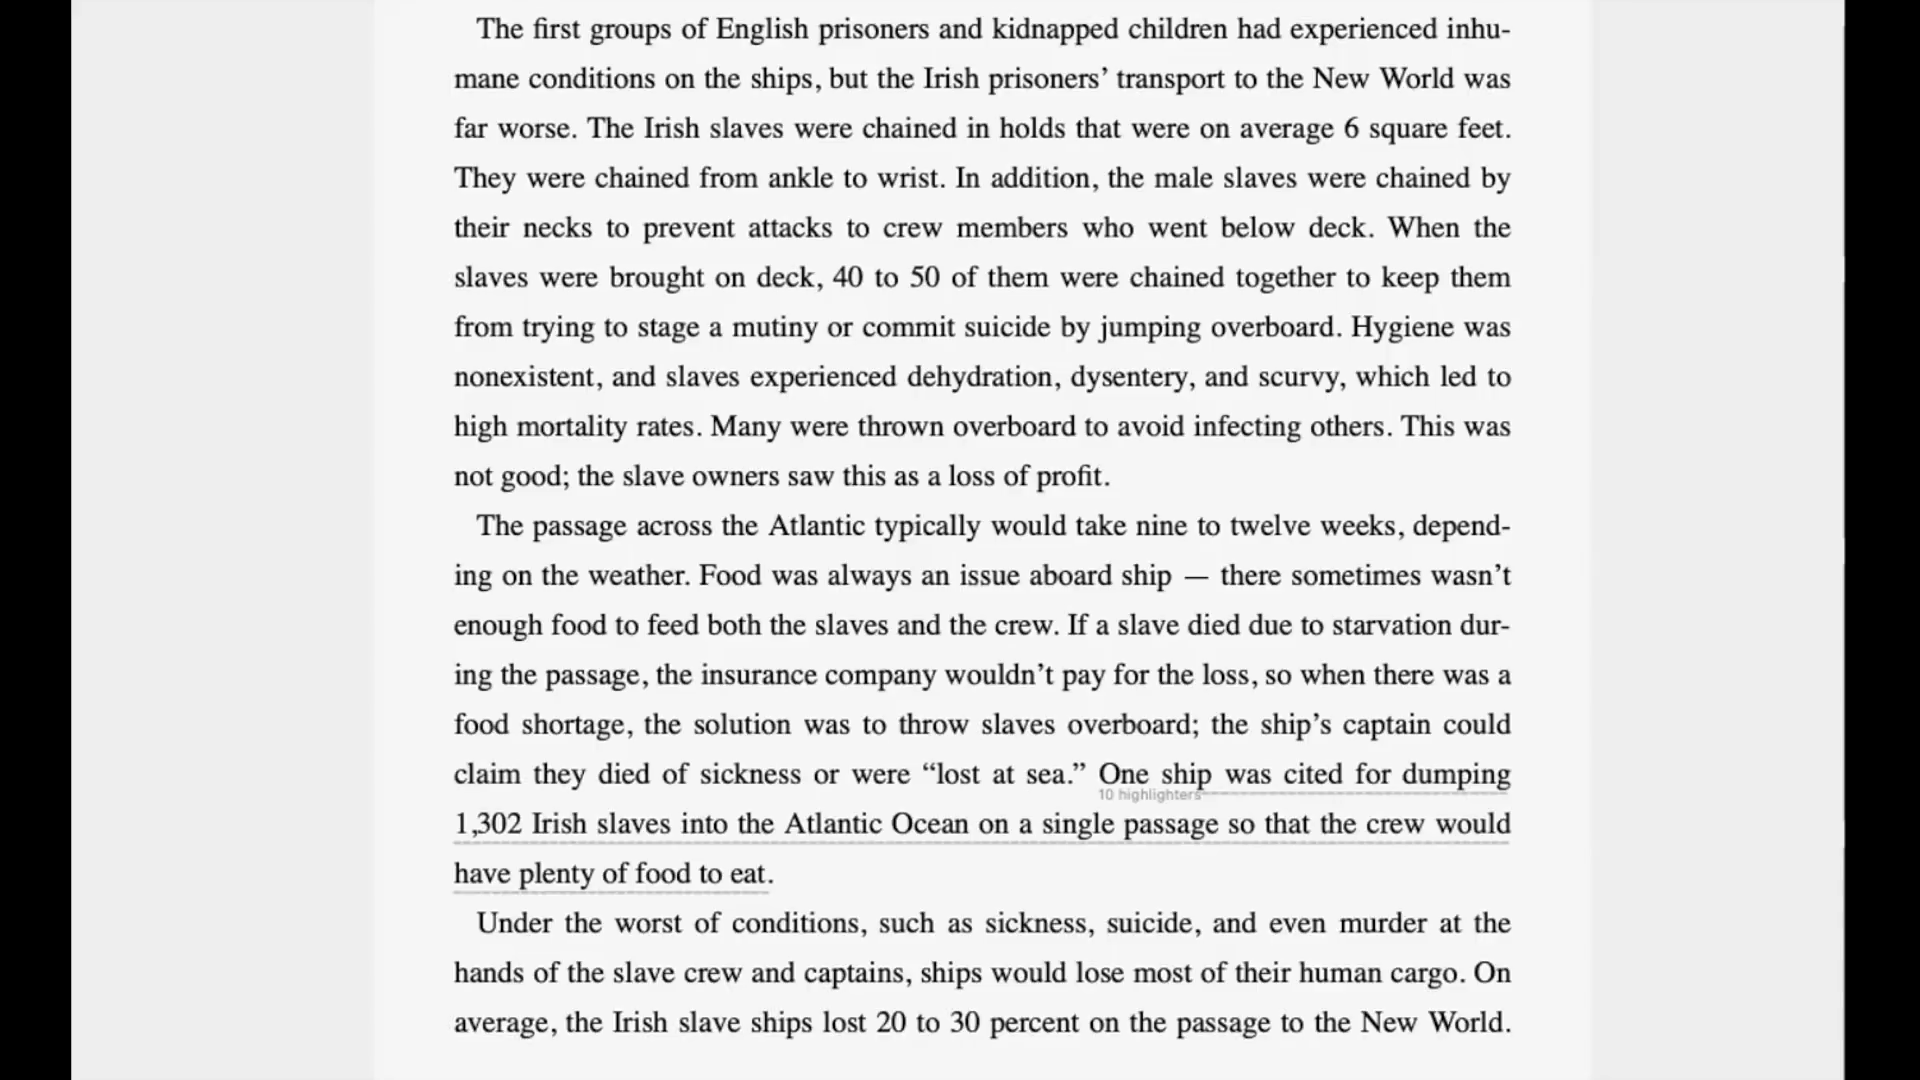 The first groups of English prisoners and kidnapped children had experienced inhu-
mane conditions on the ships, but the Irish prisoners’ transport to the New World was
far worse. The Irish slaves were chained in holds that were on average 6 square feet.
They were chained from ankle to wrist. In addition, the male slaves were chained by
their necks to prevent attacks to crew members who went below deck. When the
slaves were brought on deck, 40 to 50 of them were chained together to keep them
from trying to stage a mutiny or commit suicide by jumping overboard. Hygiene was
nonexistent, and slaves experienced dehydration, dysentery, and scurvy, which led to
high mortality rates. Many were thrown overboard to avoid infecting others. This was
not good; the slave owners saw this as a loss of profit.
The passage across the Atlantic typically would take nine to twelve weeks, depend-
ing on the weather. Food was always an issue aboard ship — there sometimes wasn’t
enough food to feed both the slaves and the crew. If a slave died due to starvation dur-
ing the passage, the insurance company wouldn’t pay for the loss, so when there was a
food shortage, the solution was to throw slaves overboard; the ship’s captain could
claim they died of sickness or were “lost at sea.” One ship was cited for dumping
10 highlighters
1,302 Irish slaves into the Atlantic Ocean on a single passage so that the crew would
have plenty of food to eat.
Under the worst of conditions, such as sickness, suicide, and even murder at the
hands of the slave crew and captains, ships would lose most of their human cargo. On
average, the Irish slave ships lost 20 to 30 percent on the passage to the New World.